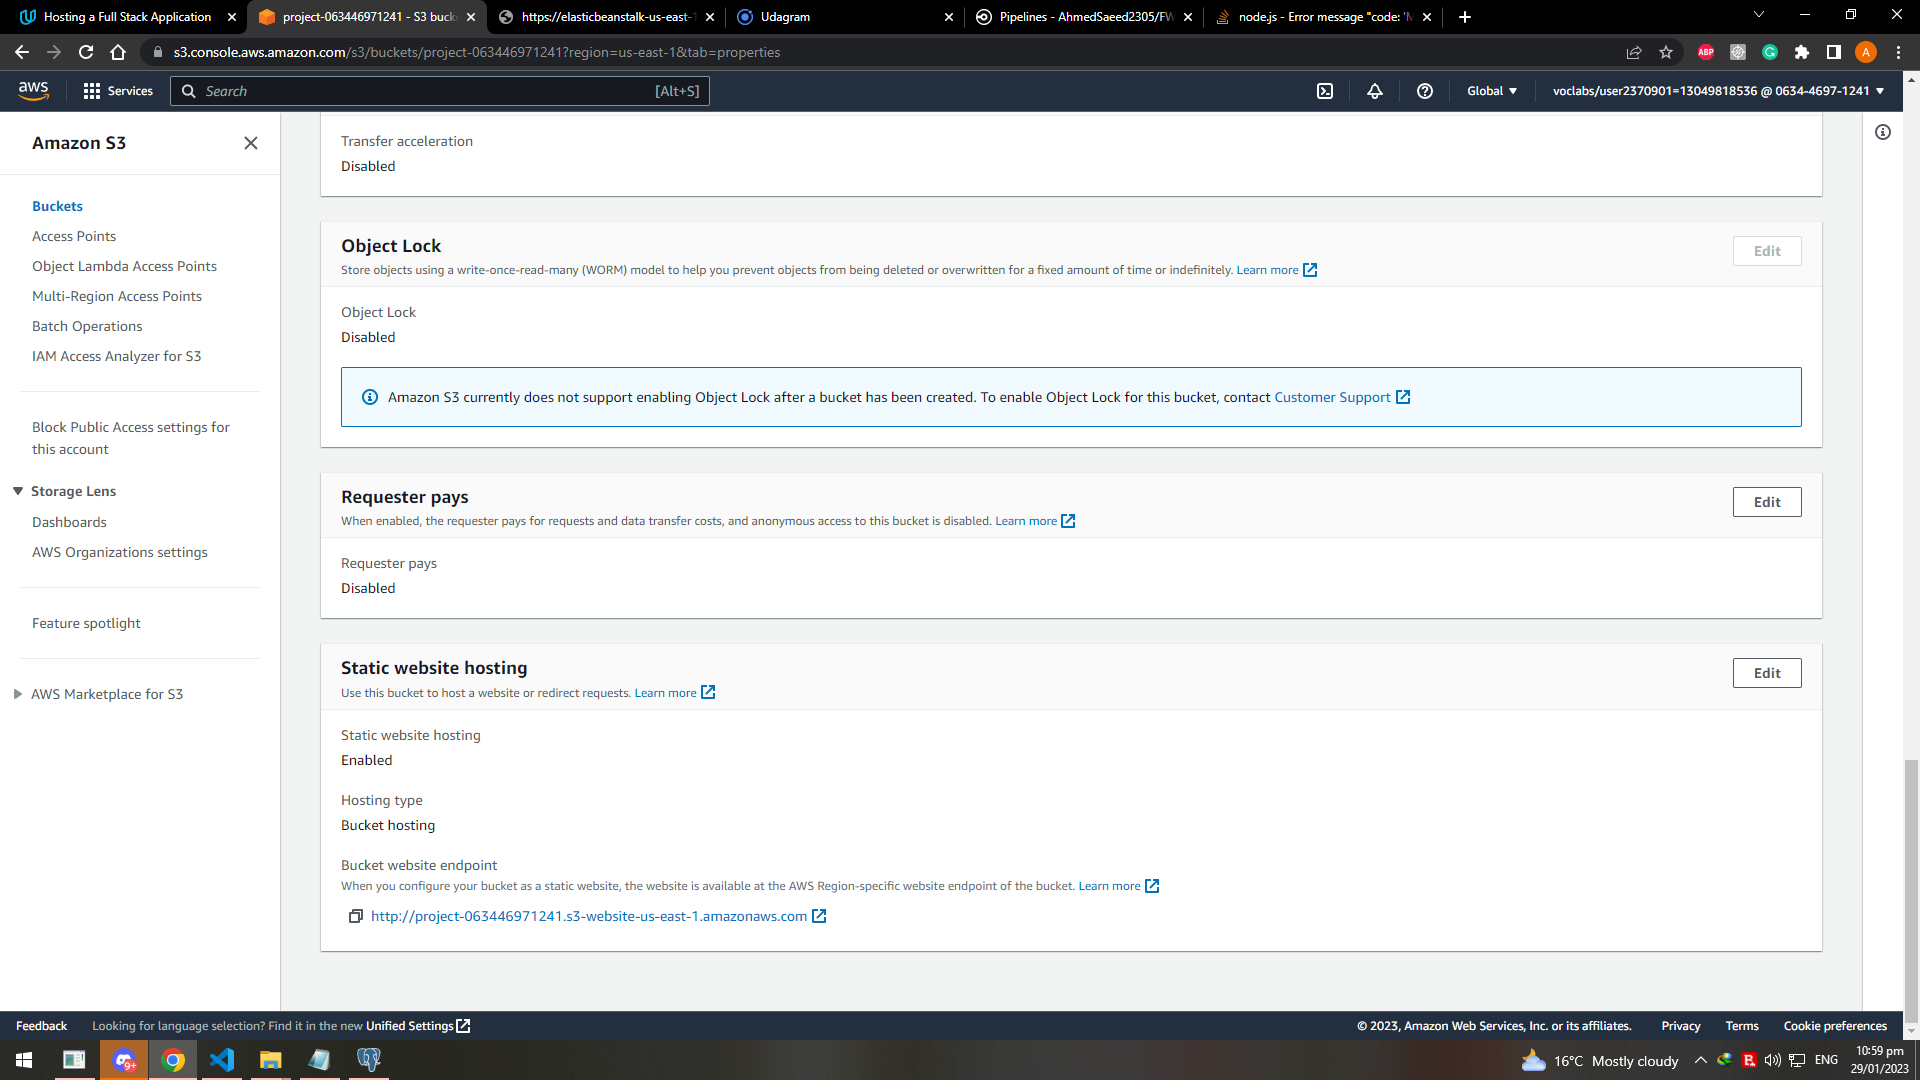 Hosting a Full Stack Application
project-063446971241 - S3 buck
https://elasticbeanstalk-us-east-1
Udagram
Pipelines - AhmedSaeed2305/FW
node.js - Error message "code: 'M
s3.console.aws.amazon.com/s3/buckets/project-063446971241?region=us-east-1&tab=properties
ABP
A
aws
Services
Search
[Alt+S]
Global
voclabs/user2370901=13049818536 @ 0634-4697-1241
Amazon S3
Buckets
Access Points
Object Lambda Access Points
Multi-Region Access Points
Batch Operations
IAM Access Analyzer for S3
Block Public Access settings for
this account
Storage Lens
Dashboards
AWS Organizations settings
Feature spotlight
AWS Marketplace for S3
Transfer acceleration
Disabled
Object Lock
Edit
Store objects using a write-once-read-many (WORM) model to help you prevent objects from being deleted or overwritten for a fixed amount of time or indefinitely. Learn more
Object Lock
Disabled
Amazon S3 currently does not support enabling Object Lock after a bucket has been created. To enable Object Lock for this bucket, contact Customer Support
Requester pays
Edit
When enabled, the requester pays for requests and data transfer costs, and anonymous access to this bucket is disabled. Learn more
Requester pays
Disabled
Static website hosting
Edit
Use this bucket to host a website or redirect requests. Learn more
Static website hosting
Enabled
Hosting type
Bucket hosting
Bucket website endpoint
When you configure your bucket as a static website, the website is available at the AWS Region-specific website endpoint of the bucket. Learn more
http://project-063446971241.s3-website-us-east-1.amazonaws.com
Feedback
Looking for language selection? Find it in the new Unified Settings
© 2023, Amazon Web Services, Inc. or its affiliates.
Privacy
Terms
Cookie preferences
9+
16°C Mostly cloudy
ENG
10:59 pm
29/01/2023